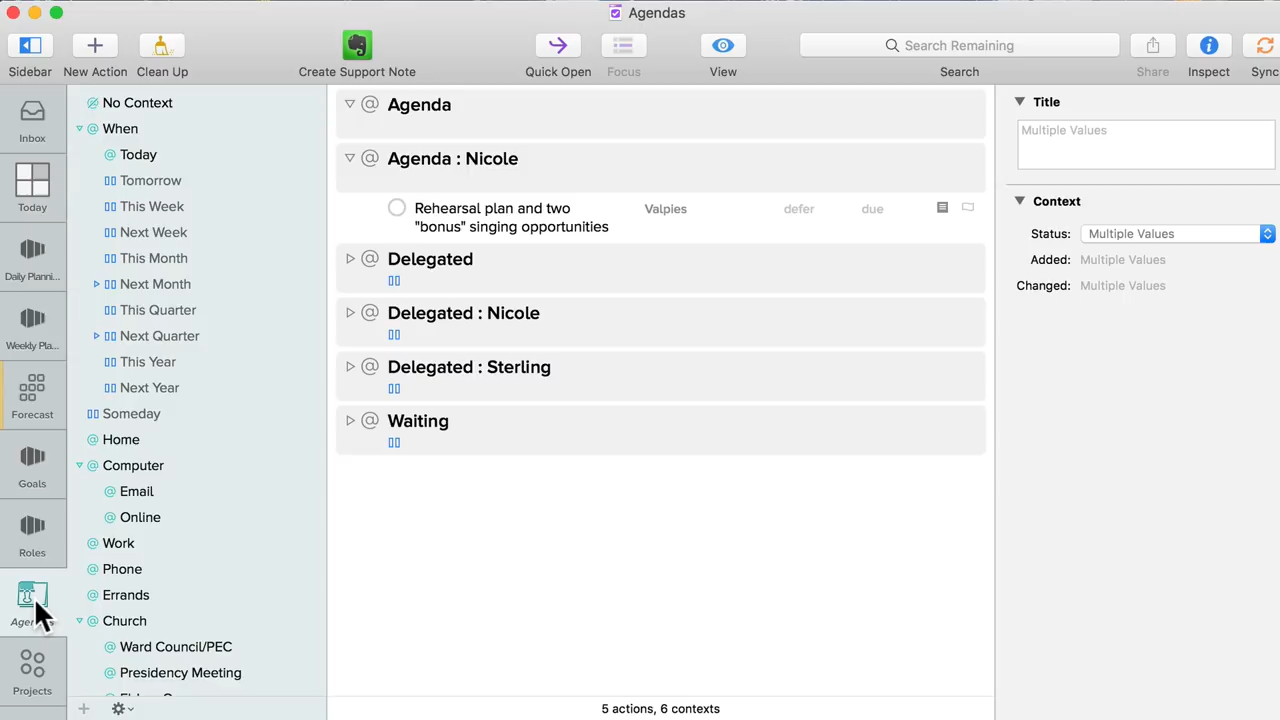 Agendas
Sidebar
New Action
Clean Up
Create Support Note
Quick Open
Focus
View
Search Remaining
Search
Share
Inspect
Sync
Inbox
Today
Daily Planni...
Weekly Pla...
Forecast
Goals
Roles
Projects
No Context
When
Today
Tomorrow
This Week
Next Week
This Month
Next Month
This Quarter
Next Quarter
This Year
Next Year
Someday
Home
Computer
Email
Online
Work
Phone
Errands
Church
Ward Council/PEC
Presidency Meeting
@ Agenda
@ Agenda : Nicole
Rehearsal plan and two
"bonus" singing opportunities
Valpies
defer
due
@ Delegated
@ Delegated : Nicole
@ Delegated : Sterling
@ Waiting
5 actions, 6 contexts
Title
Multiple Values
Context
Status: Multiple Values
Added: Multiple Values
Changed: Multiple Values